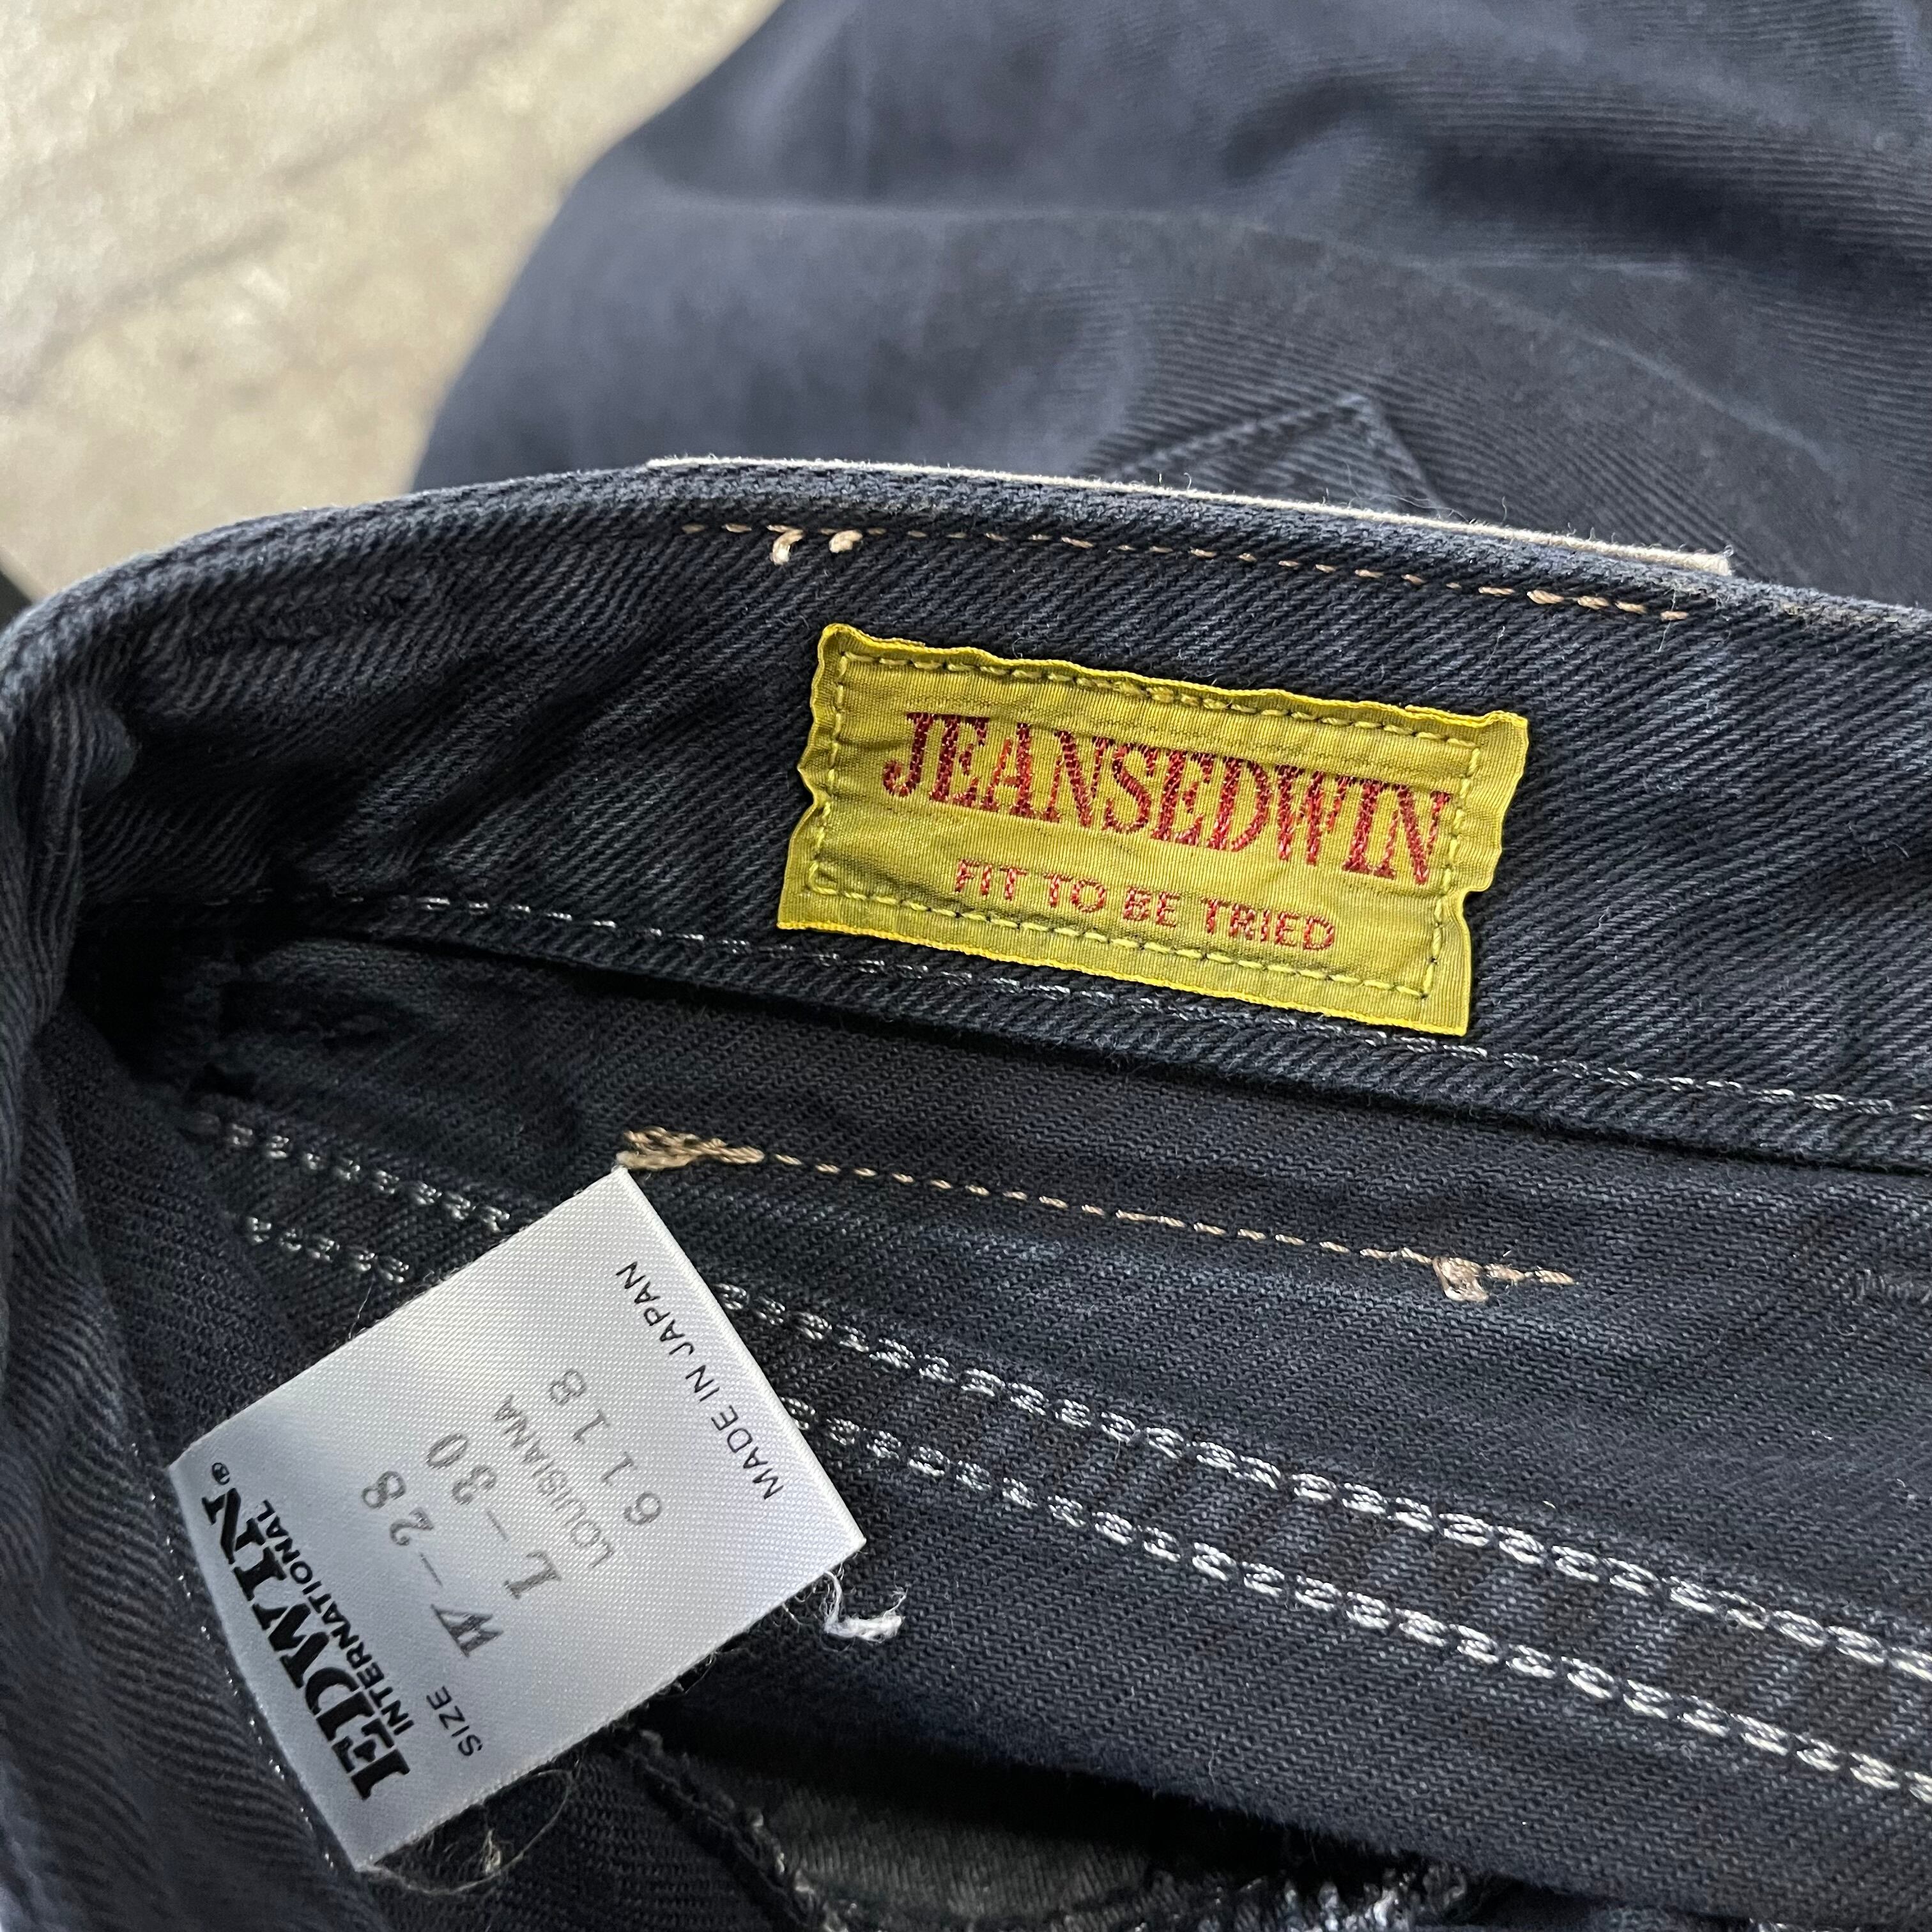 JEANSEDWIN
FIT TO BE TRIED
EDWIN®
INTERNATIONAL
SIZE
W-28
L-30
LOUISIANA
6118
MADE IN JAPAN